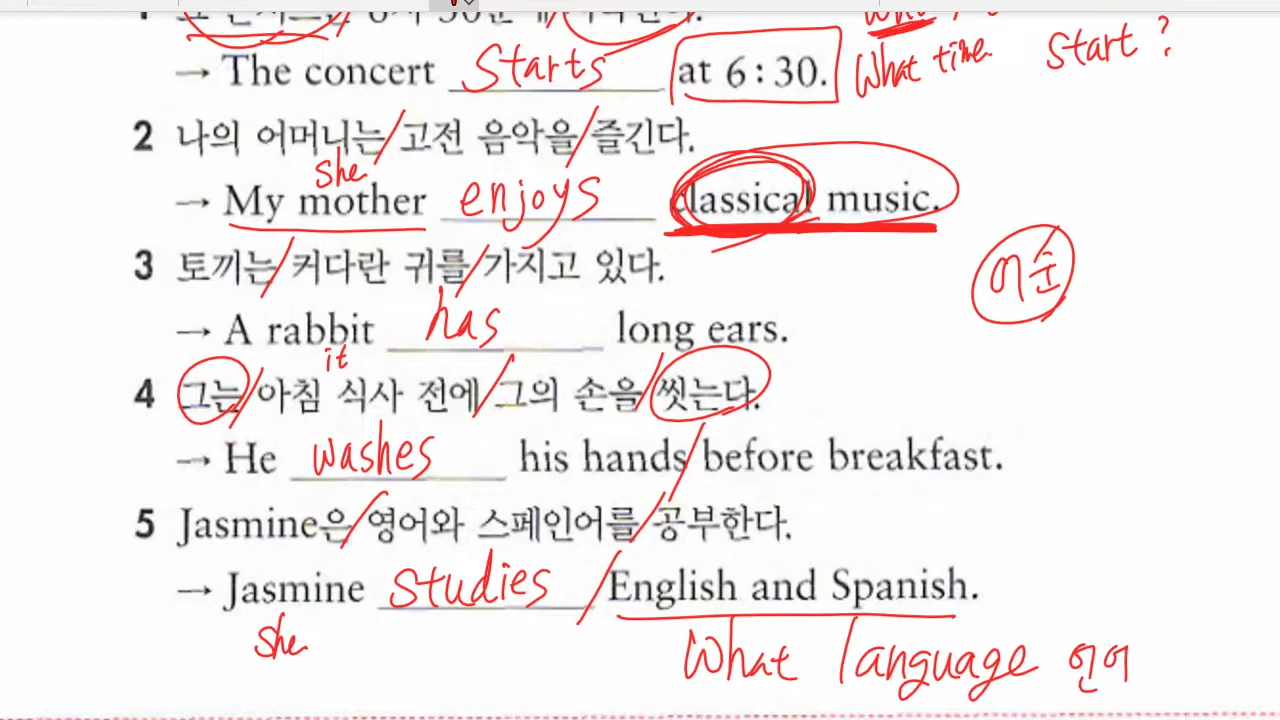 → The concert starts at 6:30. What time start?
2 나의 어머니는/고전 음악을/즐긴다.
she
→ My mother enjoys classical music.
3 토끼는/커다란 귀를/가지고 있다.
어순
→ A rabbit has long ears.
it
4 그는/아침 식사 전에/그의 손을/씻는다.
→ He washes his hands/before breakfast.
5 Jasmine은/영어와 스페인어를/공부한다.
→ Jasmine studies /English and Spanish.
she
What language 언어